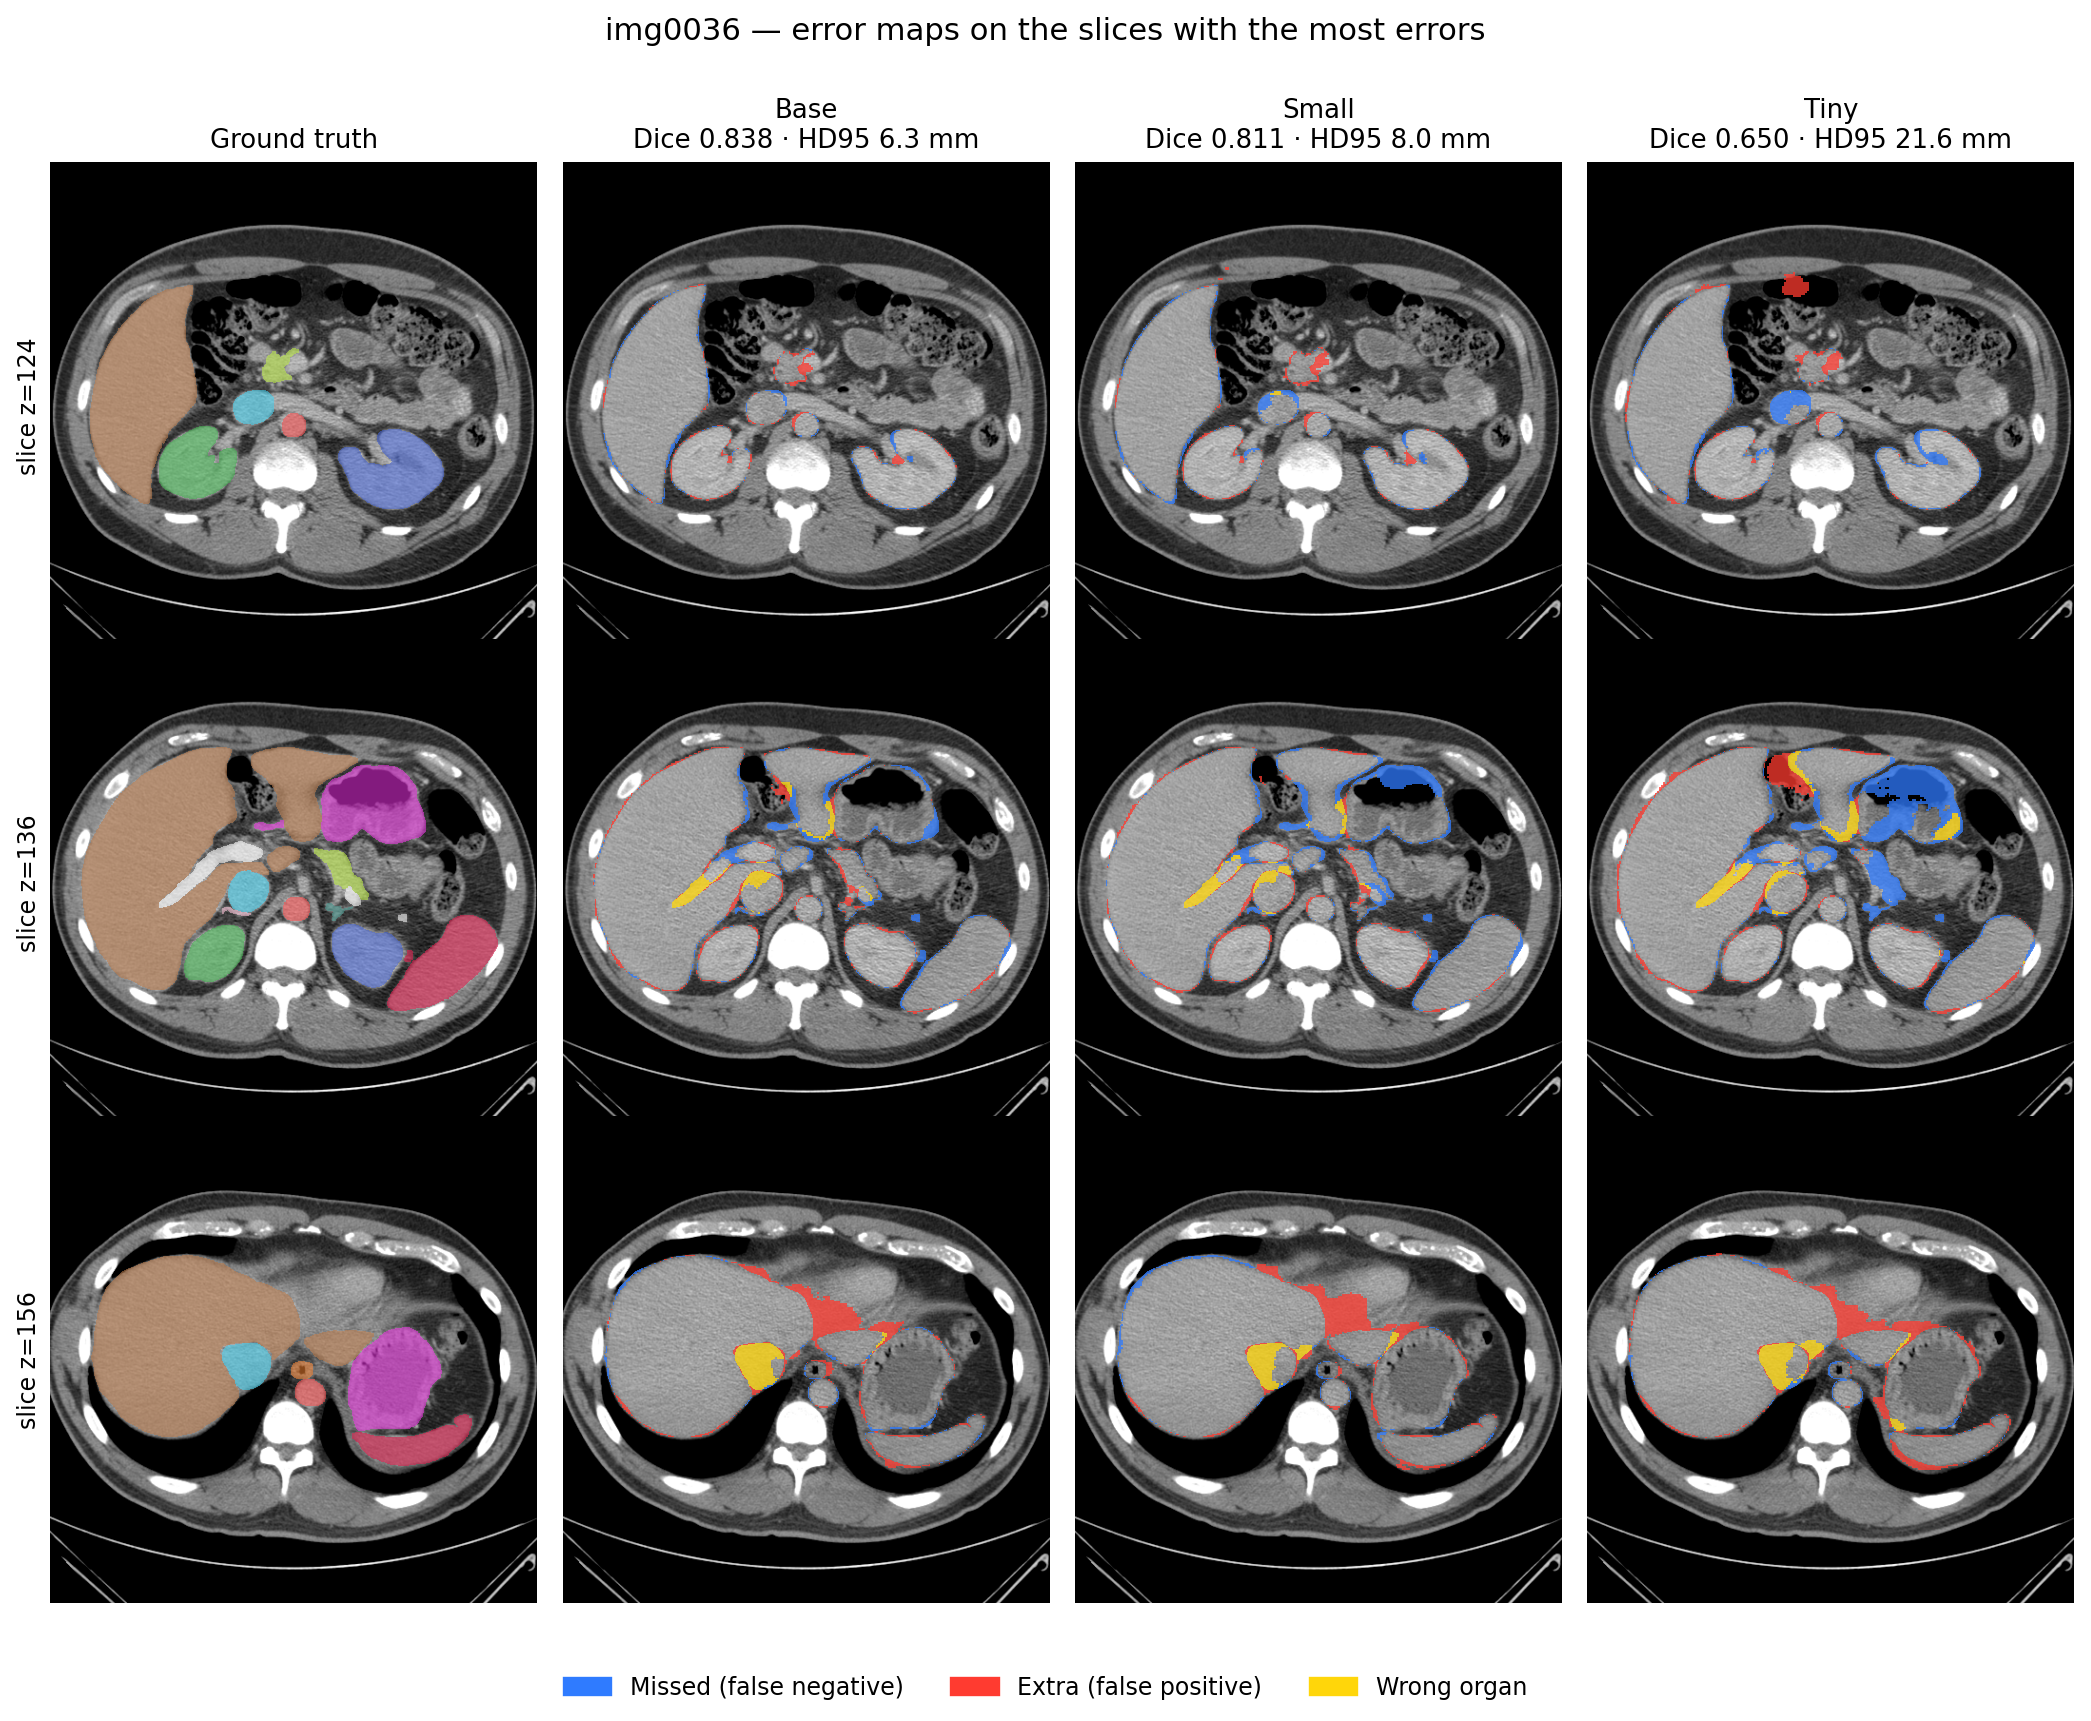 img0036 — error maps on the slices with the most errors
Ground truth
Base
Dice 0.838 · HD95 6.3 mm
Small
Dice 0.811 · HD95 8.0 mm
Tiny
Dice 0.650 · HD95 21.6 mm
slice z=124
slice z=136
slice z=156
Missed (false negative)
Extra (false positive)
Wrong organ